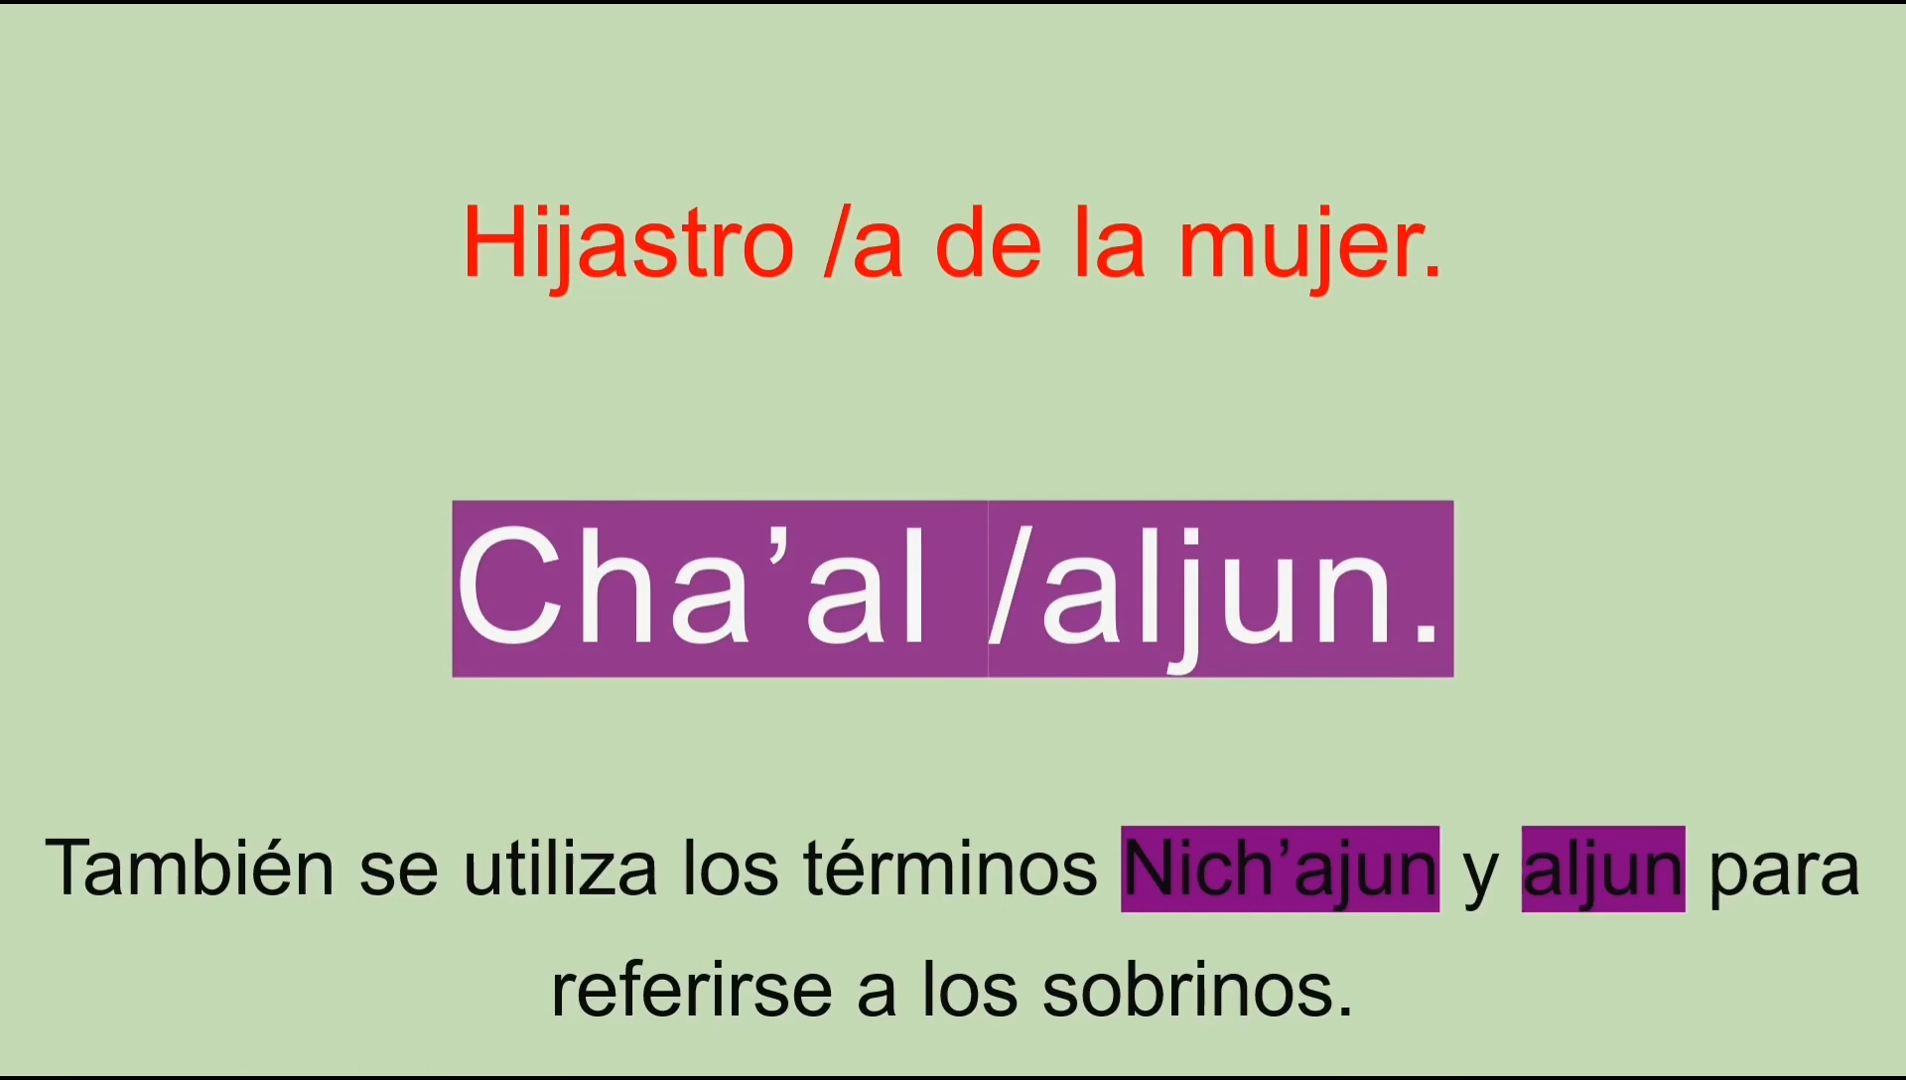 Hijastro /a de la mujer.
Cha’al /aljun.
También se utiliza los términos Nich’ajun y aljun para
referirse a los sobrinos.